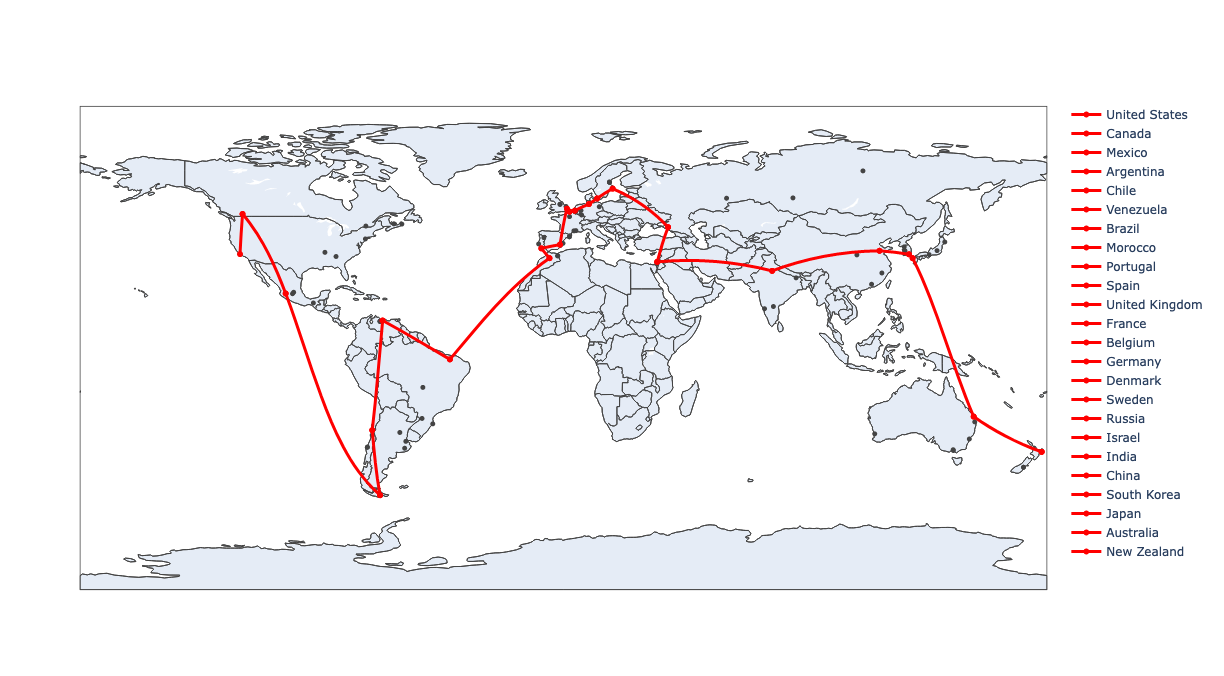 United States
Canada
Mexico
Argentina
Chile
Venezuela
Brazil
Morocco
Portugal
Spain
United Kingdom
France
Belgium
Germany
Denmark
Sweden
Russia
Israel
India
China
South Korea
Japan
Australia
New Zealand